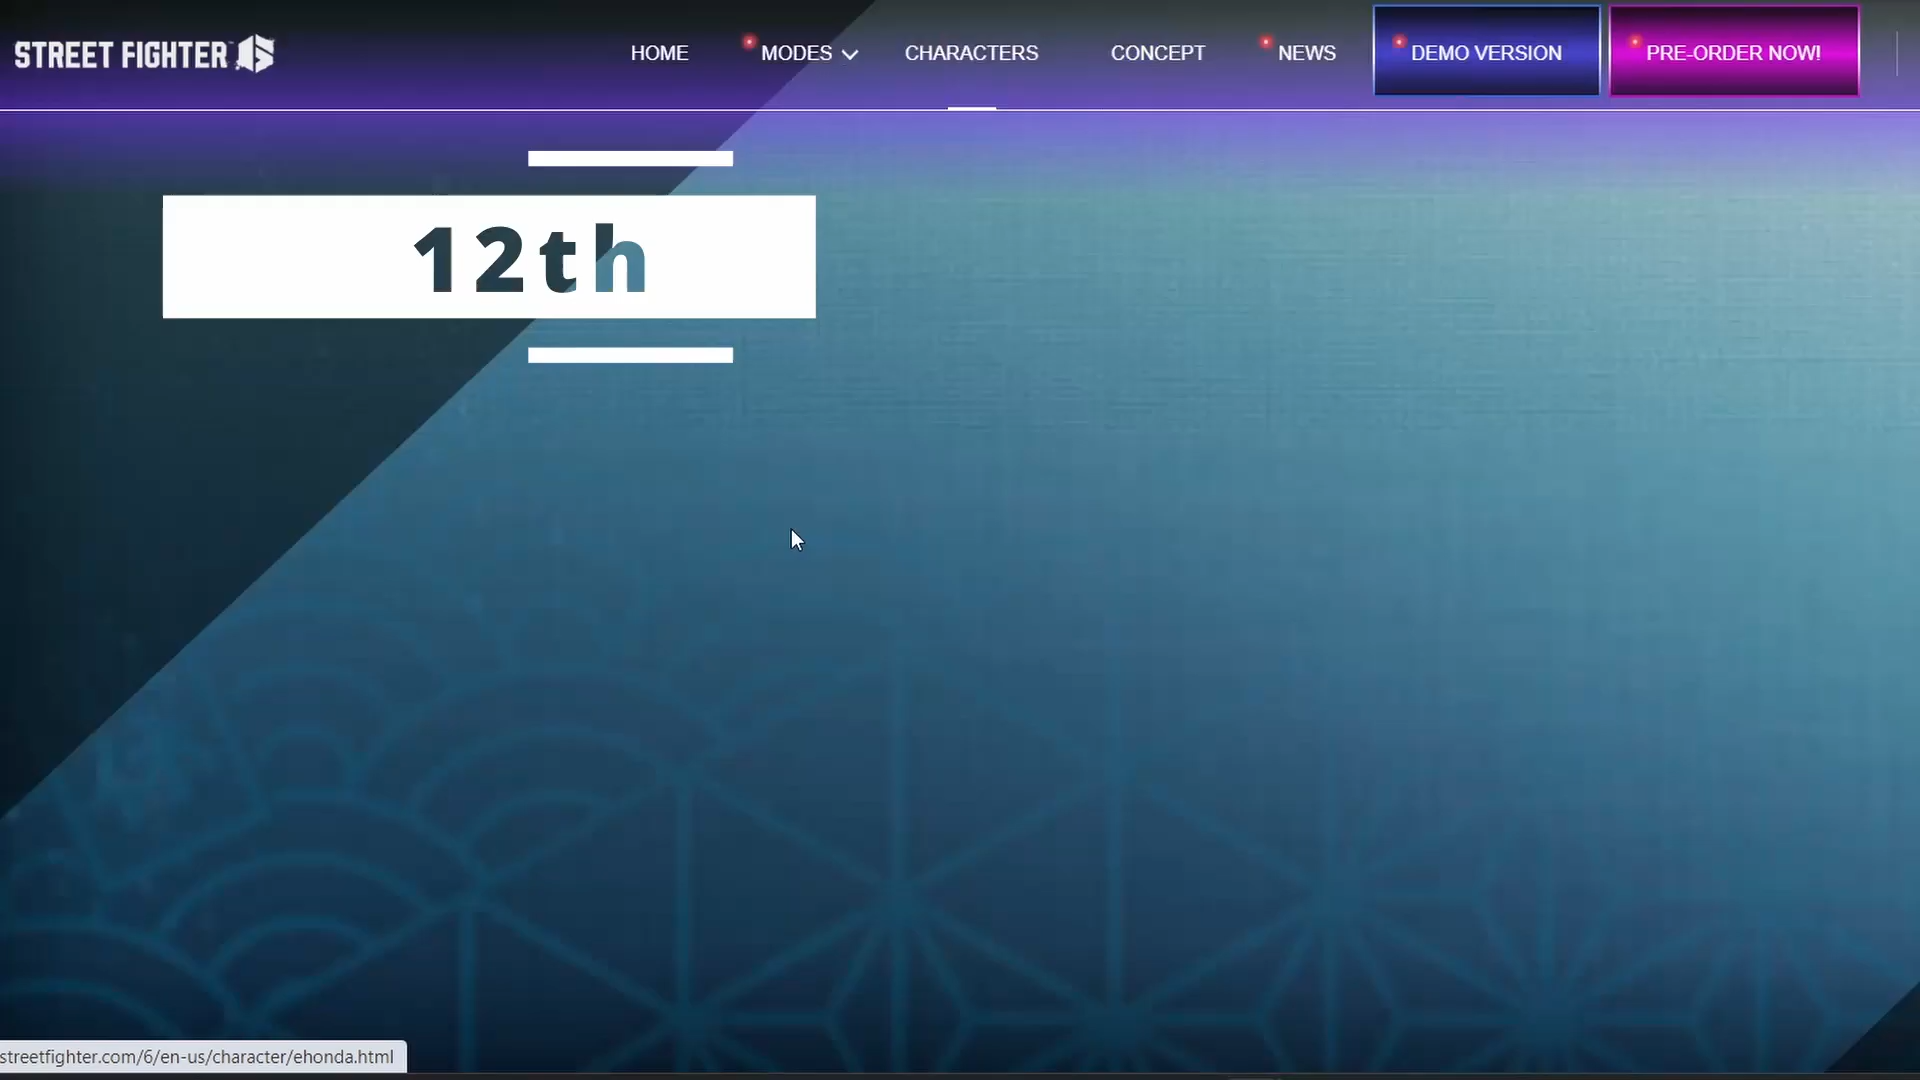 STREET FIGHTER 6
HOME
MODES
CHARACTERS
CONCEPT
NEWS
DEMO VERSION
PRE-ORDER NOW!
12th
streetfighter.com/6/en-us/character/ehonda.html